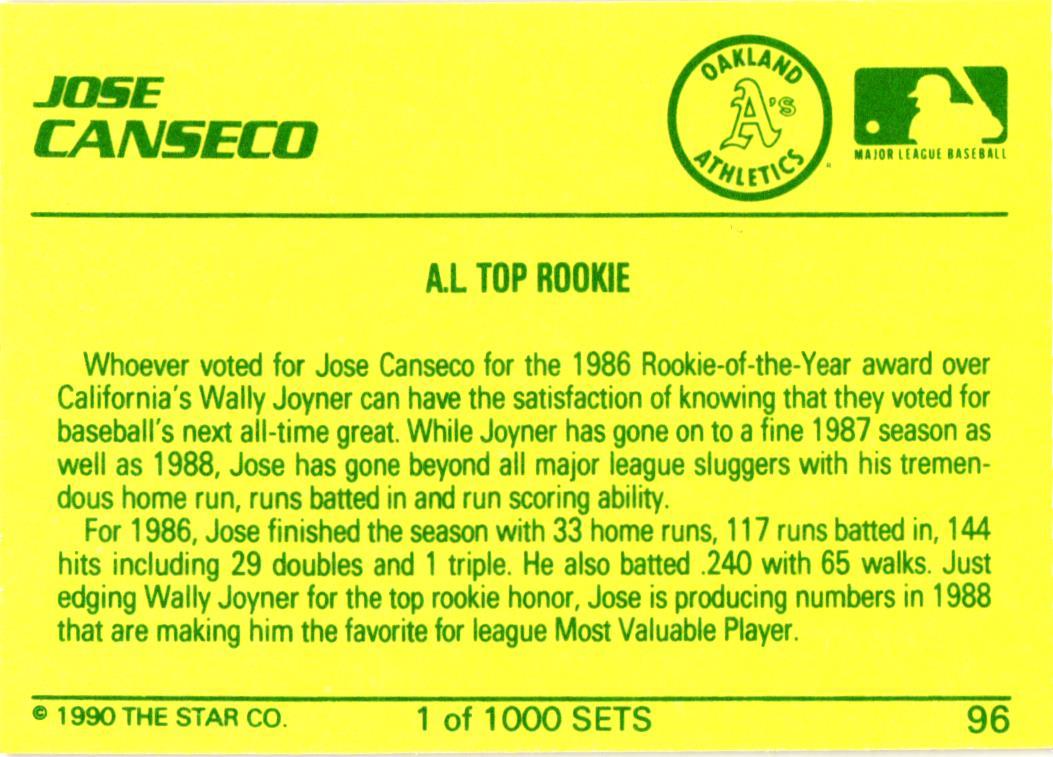 JOSE
CANSECO
OAKLAND
A's
ATHLETICS
MAJOR LEAGUE BASEBALL
A.L TOP ROOKIE
Whoever voted for Jose Canseco for the 1986 Rookie-of-the-Year award over
California's Wally Joyner can have the satisfaction of knowing that they voted for
baseball's next all-time great. While Joyner has gone on to a fine 1987 season as
well as 1988, Jose has gone beyond all major league sluggers with his tremen-
dous home run, runs batted in and run scoring ability.
For 1986, Jose finished the season with 33 home runs, 117 runs batted in, 144
hits including 29 doubles and 1 triple. He also batted .240 with 65 walks. Just
edging Wally Joyner for the top rookie honor, Jose is producing numbers in 1988
that are making him the favorite for league Most Valuable Player.
© 1990 THE STAR CO.
1 of 1000 SETS
96